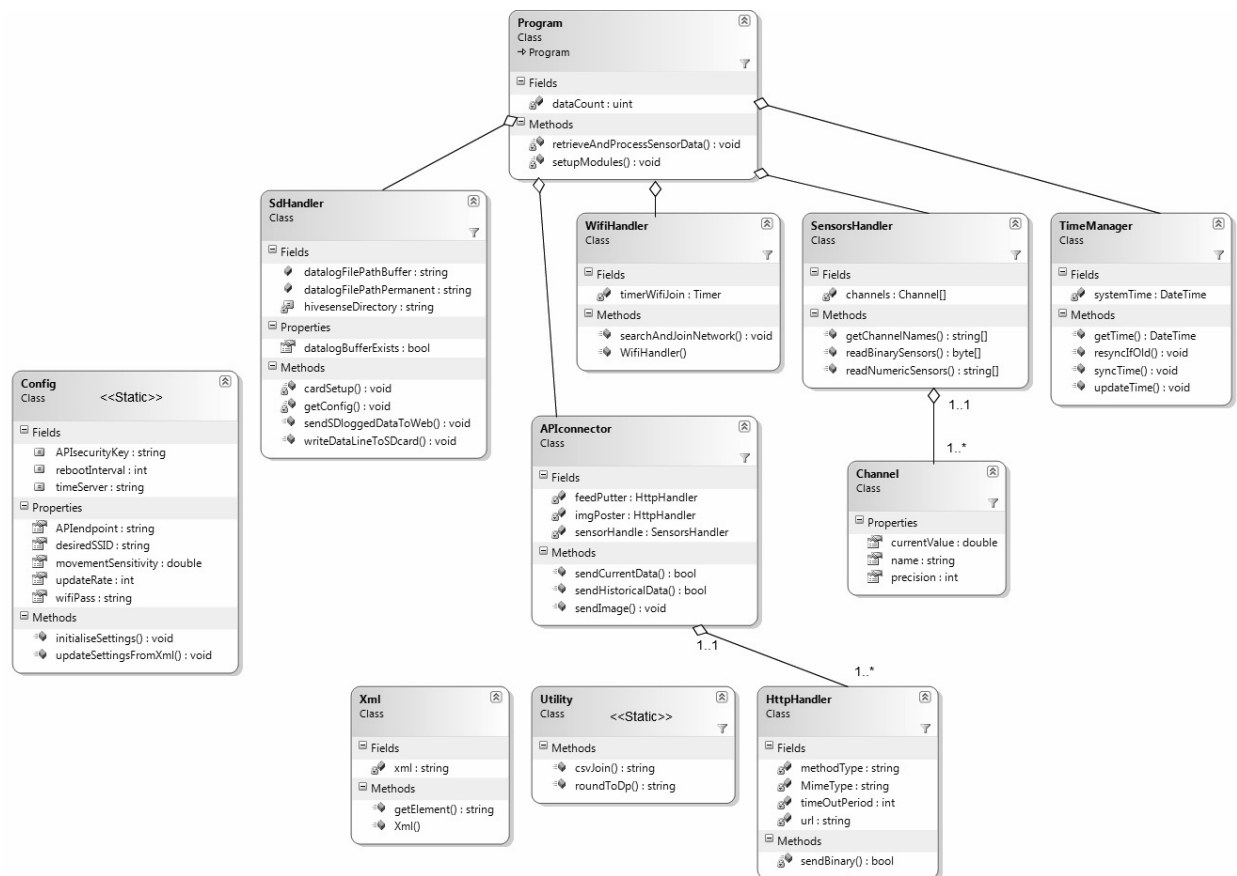 Program
Class
Program
Fields
dataCount : uint
Methods
retrieveAndProcessSensorData() : void
setupModules() : void
SdHandler
Class
Fields
datalogFilePathBuffer : string
datalogFilePathPermanent : string
hivesenseDirectory : string
Properties
datalogBufferExists : bool
Methods
cardSetup() : void
getConfig() : void
sendSDloggedDataToWeb() : void
writeDataLineToSDcard() : void
WifiHandler
Class
Fields
timerWifiJoin : Timer
Methods
searchAndJoinNetwork() : void
WifiHandler()
SensorsHandler
Class
Fields
channels : Channel[]
Methods
getChannelNames() : string[]
readBinarySensors() : byte[]
readNumericSensors() : string[]
TimeManager
Class
Fields
systemTime : DateTime
Methods
getTime() : DateTime
resyncIfOld() : void
syncTime() : void
updateTime() : void
Config
Class <<Static>>
Fields
APIsecurityKey : string
rebootInterval : int
timeServer : string
Properties
APIendpoint : string
desiredSSID : string
movementSensitivity : double
updateRate : int
wifiPass : string
Methods
initialiseSettings() : void
updateSettingsFromXml() : void
APIconnector
Class
Fields
feedPutter : HttpHandler
imgPoster : HttpHandler
sensorHandle : SensorsHandler
Methods
sendCurrentData() : bool
sendHistoricalData() : bool
sendImage() : void
1..1
1..*
Channel
Class
Properties
currentValue : double
name : string
precision : int
1..1
1..*
Xml
Class
Fields
xml : string
Methods
getElement() : string
Xml()
Utility
Class <<Static>>
Methods
csvJoin() : string
roundToDp() : string
HttpHandler
Class
Fields
methodType : string
MimeType : string
timeOutPeriod : int
url : string
Methods
sendBinary() : bool